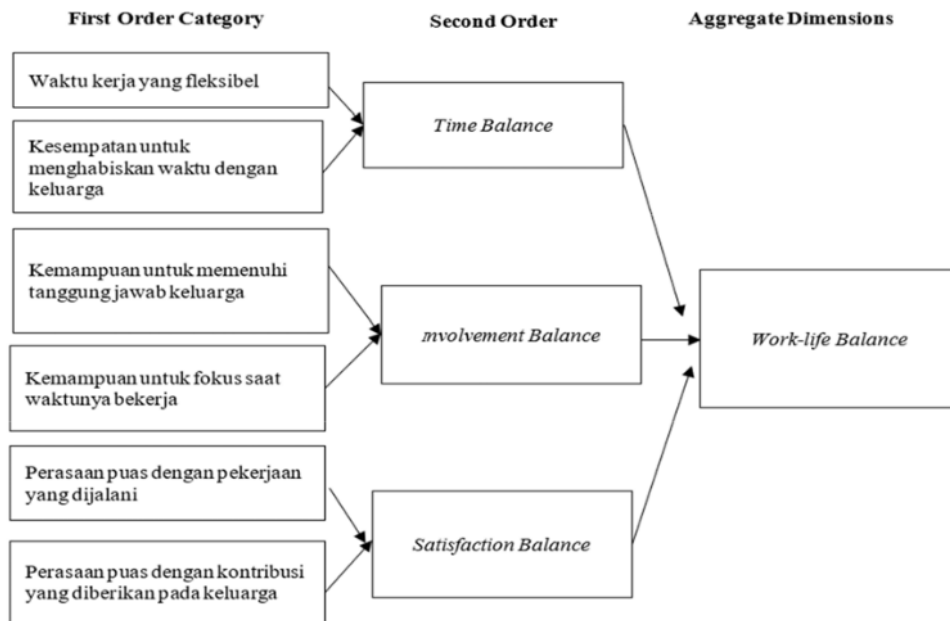 First Order Category
Second Order
Aggregate Dimensions
Waktu kerja yang fleksibel
Kesempatan untuk
menghabiskan waktu dengan
keluarga
Time Balance
Kemampuan untuk memenuhi
tanggung jawab keluarga
Kemampuan untuk fokus saat
waktunya bekerja
nvolvement Balance
Work-life Balance
Perasaan puas dengan pekerjaan
yang dijalani
Perasaan puas dengan kontribusi
yang diberikan pada keluarga
Satisfaction Balance